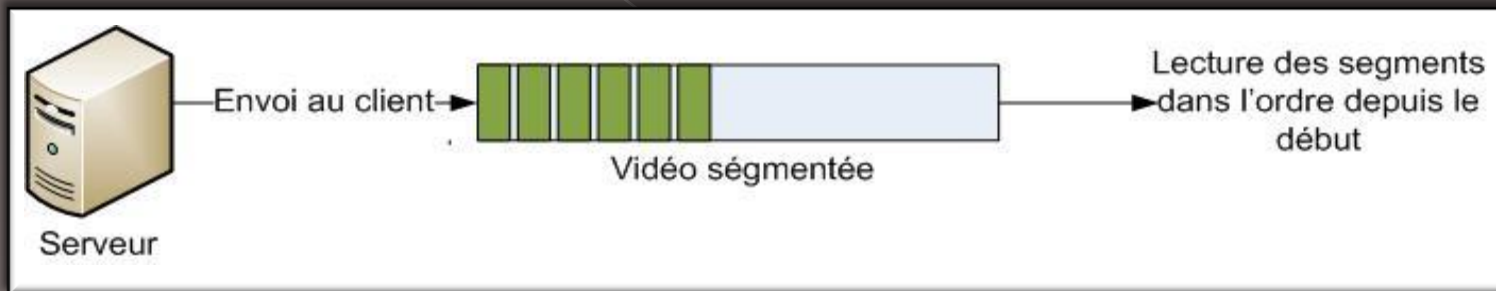 Serveur
Envoi au client
Vidéo ségmentée
Lecture des segments
dans l'ordre depuis le
début